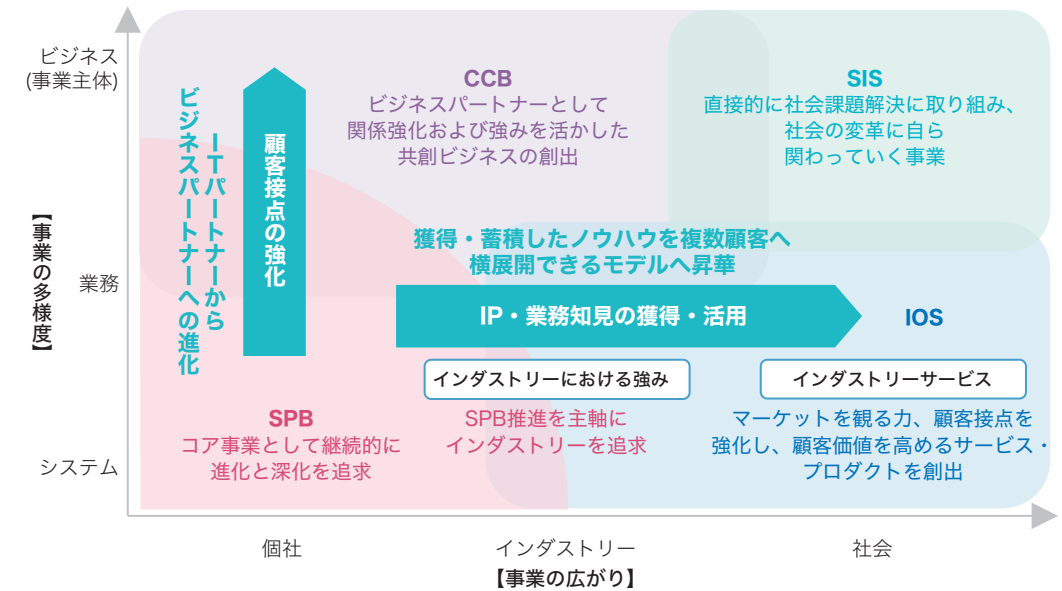 ビジネス
(事業主体)
業務
システム
【事業の多様度】
ITパートナーから
ビジネスパートナーへの進化
顧客接点の強化
CCB
ビジネスパートナーとして
関係強化および強みを活かした
共創ビジネスの創出
SIS
直接的に社会課題解決に取り組み、
社会の変革に自ら
関わっていく事業
獲得・蓄積したノウハウを複数顧客へ
横展開できるモデルへ昇華
IP・業務知見の獲得・活用
IOS
インダストリーにおける強み
インダストリーサービス
SPB
コア事業として継続的に
進化と深化を追求
SPB推進を主軸に
インダストリーを追求
マーケットを観る力、顧客接点を
強化し、顧客価値を高めるサービス・
プロダクトを創出
個社
インダストリー
社会
【事業の広がり】